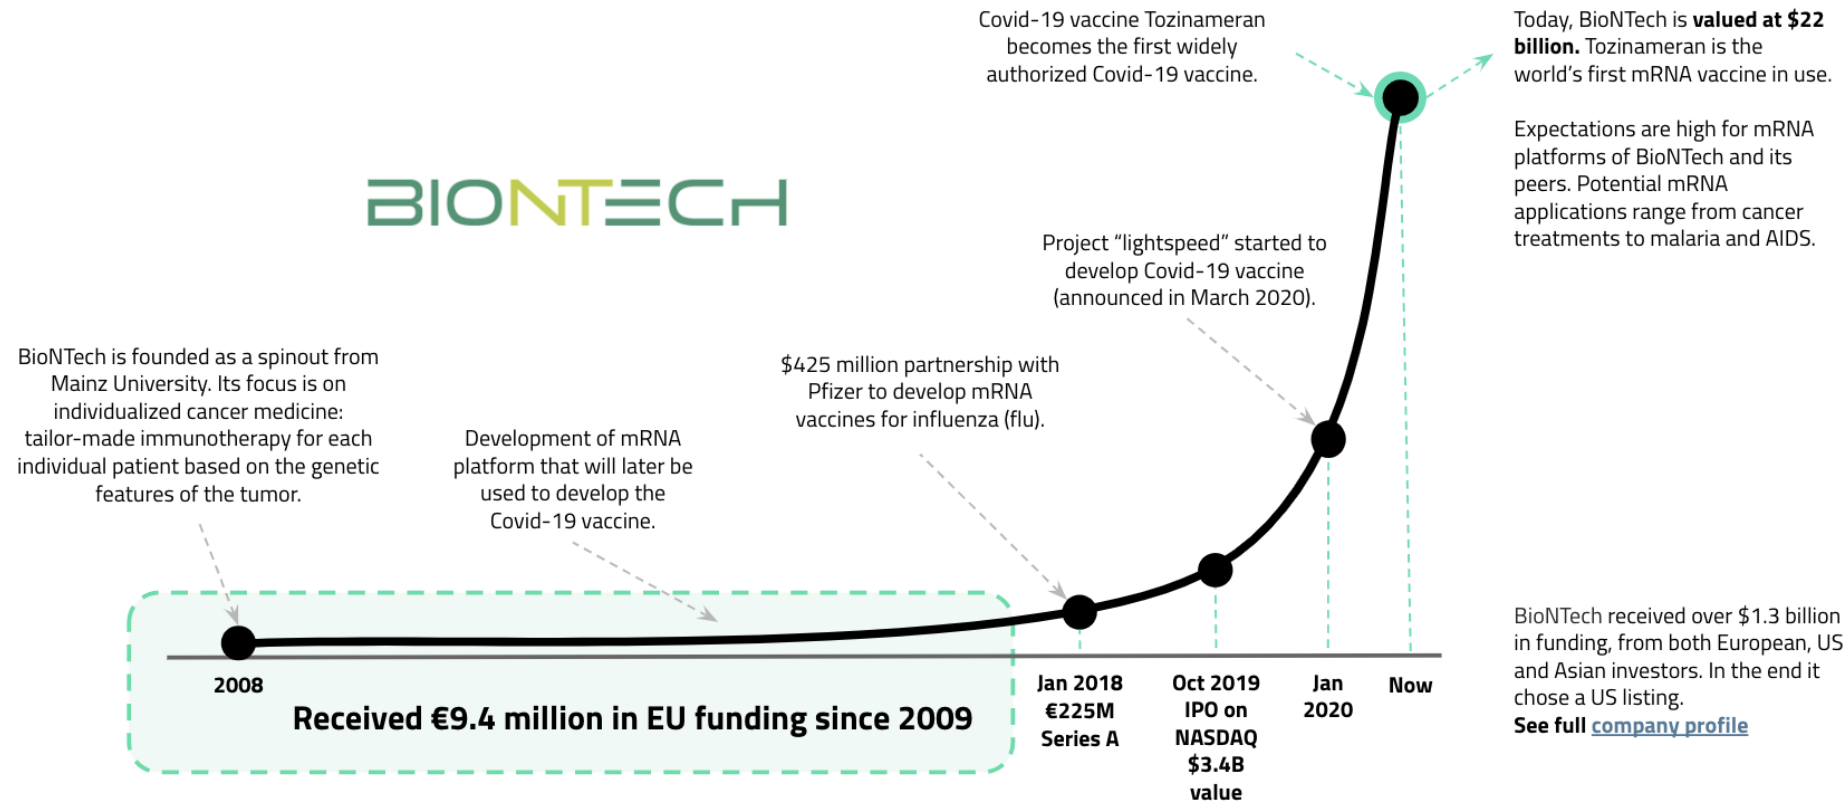 Covid-19 vaccine Tozinameran
becomes the first widely
authorized Covid-19 vaccine.
Today, BioNTech is valued at $22
billion. Tozinameran is the
world's first mRNA vaccine in use.
Expectations are high for mRNA
platforms of BioNTech and its
peers. Potential mRNA
applications range from cancer
treatments to malaria and AIDS.
BIONTECH
Project “lightspeed” started to
develop Covid-19 vaccine
(announced in March 2020).
BioNTech is founded as a spinout from
Mainz University. Its focus is on
individualized cancer medicine:
tailor-made immunotherapy for each
individual patient based on the genetic
features of the tumor.
Development of mRNA
platform that will later be
used to develop the
Covid-19 vaccine.
$425 million partnership with
Pfizer to develop mRNA
vaccines for influenza (flu).
2008
Received €9.4 million in EU funding since 2009
Jan 2018
€225M
Series A
Oct 2019
IPO on
NASDAQ
$3.4B
value
Jan
2020
Now
BioNTech received over $1.3 billion
in funding, from both European, US
and Asian investors. In the end it
chose a US listing.
See full company profile